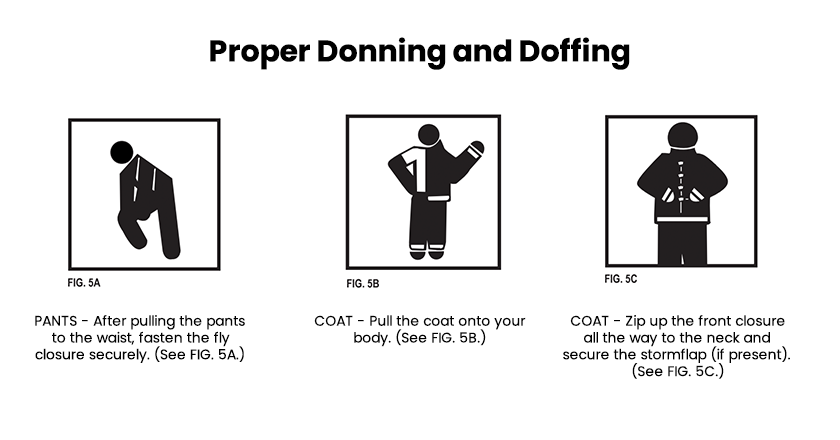 Proper Donning and Doffing
FIG. 5A
PANTS - After pulling the pants
to the waist, fasten the fly
closure securely. (See FIG. 5A.)
FIG. 5B
COAT - Pull the coat onto your
body. (See FIG. 5B.)
FIG. 5C
COAT - Zip up the front closure
all the way to the neck and
secure the stormflap (if present).
(See FIG. 5C.)